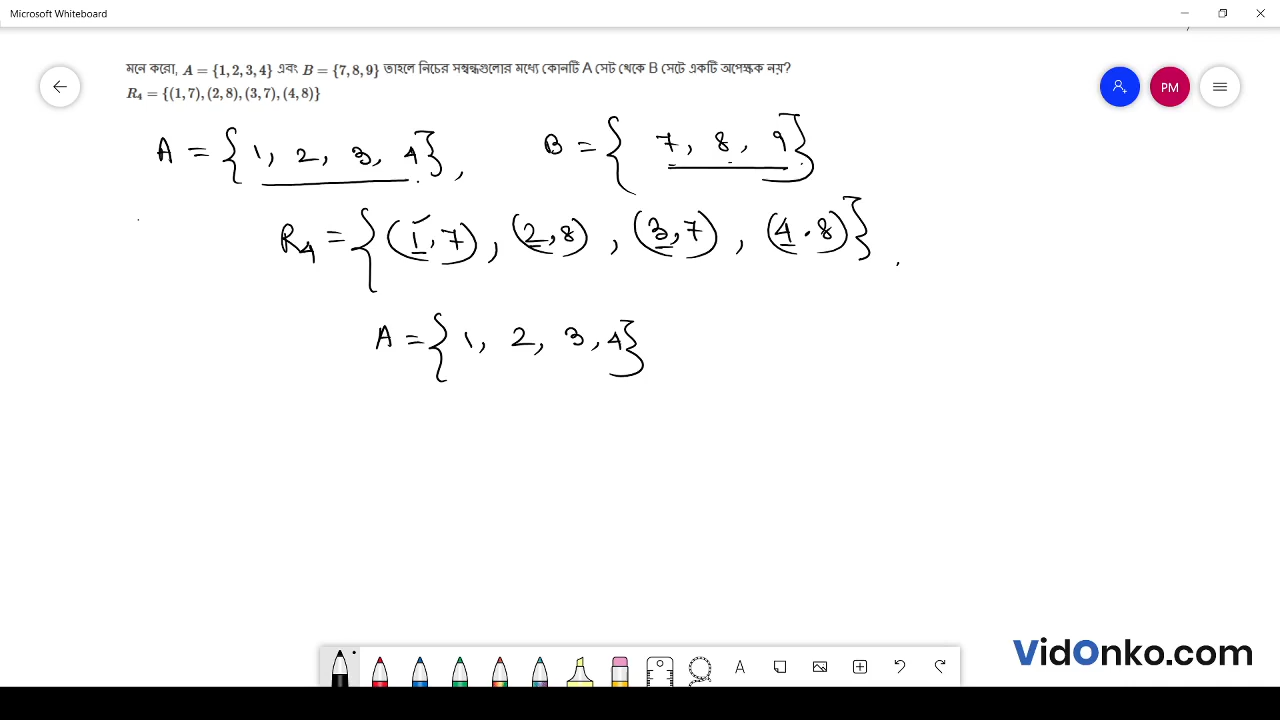 Microsoft Whiteboard
মনে করো, A = {1, 2, 3, 4} এবং B = {7, 8, 9} তাহলে নিচের সম্বন্ধগুলোর মধ্যে কোনটি A সেট থেকে B সেটে একটি অপেক্ষক নয়?
R₄ = {(1, 7), (2, 8), (3, 7), (4, 8)}
PM
A = {1, 2, 3, 4}, B = {7, 8, 9}
R₄ = {(1, 7), (2, 8), (3, 7), (4 . 8)}
A = {1, 2, 3, 4}
A
VidOnko.com